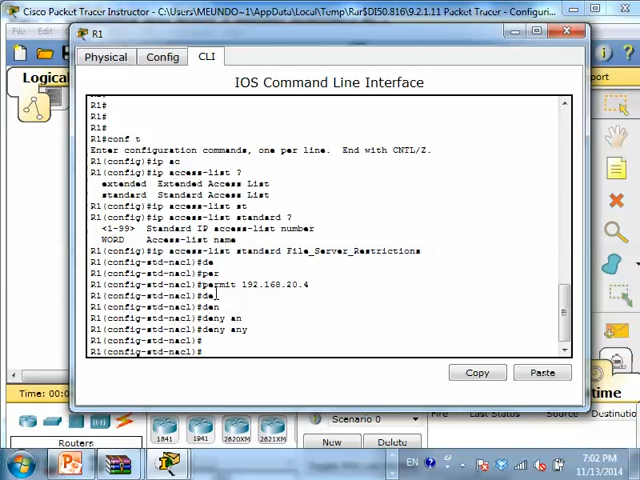 Cisco Packet Tracer Instructor - C:\Users\MEUNDO~1\AppData\Local\Temp\Rar$DI50.816\9.2.1.11 Packet Tracer - Configuri...
File Edit
Logical
port
R1
Physical Config CLI
IOS Command Line Interface
R1#
R1#
R1#
R1#conf t
Enter configuration commands, one per line. End with CNTL/Z.
R1(config)#ip ac
R1(config)#ip access-list ?
extended Extended Access List
standard Standard Access List
R1(config)#ip access-list st
R1(config)#ip access-list standard ?
<1-99> Standard IP access-list number
WORD Access-list name
R1(config)#ip access-list standard File_Server_Restrictions
R1(config-std-nacl)#de
R1(config-std-nacl)#per
R1(config-std-nacl)#permit 192.168.20.4
R1(config-std-nacl)#de
R1(config-std-nacl)#den
R1(config-std-nacl)#deny an
R1(config-std-nacl)#deny any
R1(config-std-nacl)#
R1(config-std-nacl)#
Copy Paste
Time: 00:0
time
Routers
1841 1941 2620XM 2621XM
Scenario 0
New Delete
Fire Last Status Source Destinatio
EN
7:02 PM
11/13/2014